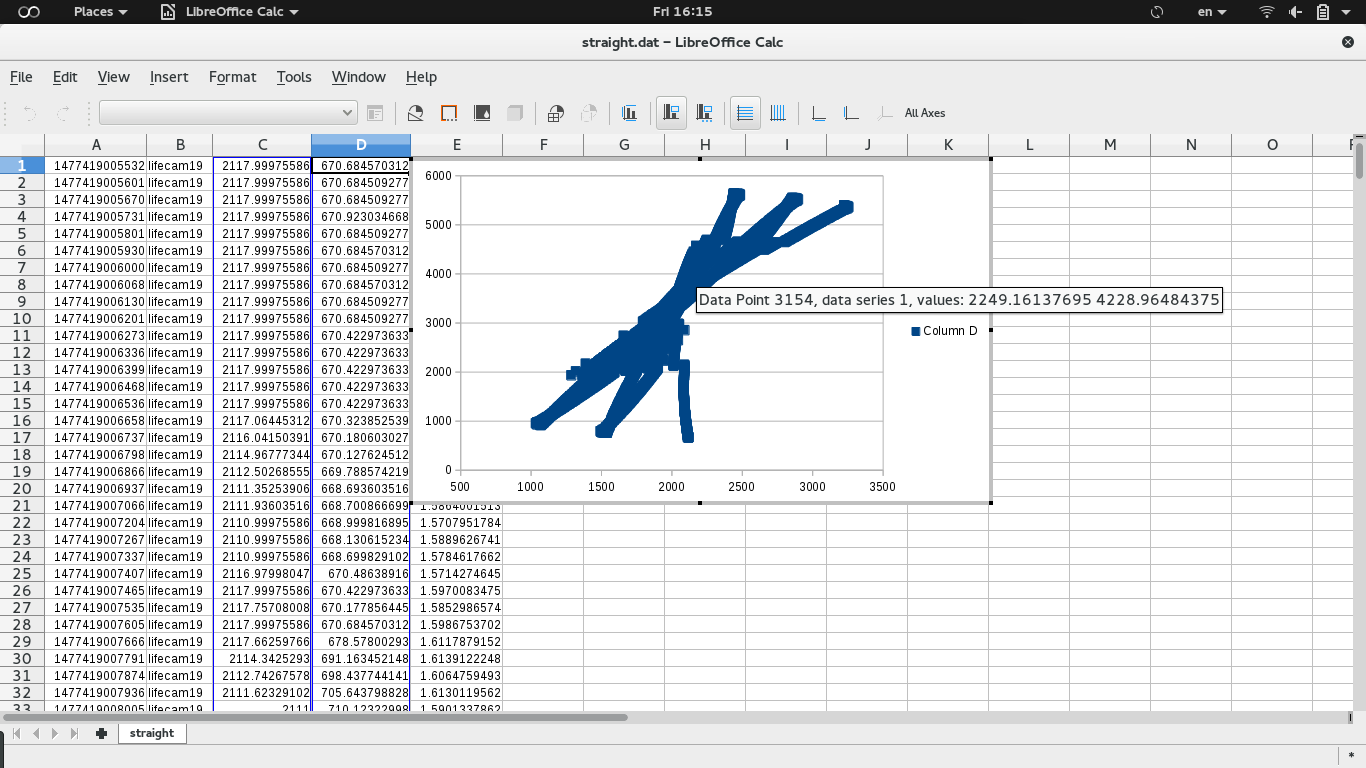 Places LibreOffice Calc Fri 16:15 en
straight.dat - LibreOffice Calc
File Edit View Insert Format Tools Window Help
All Axes
A B C D E F G H I J K L M N O
1 1477419005532 lifecam19 2117.99975586 670.684570312
2 1477419005601 lifecam19 2117.99975586 670.684509277
3 1477419005670 lifecam19 2117.99975586 670.684509277
4 1477419005731 lifecam19 2117.99975586 670.923034668
5 1477419005801 lifecam19 2117.99975586 670.684509277
6 1477419005930 lifecam19 2117.99975586 670.684570312
7 1477419006000 lifecam19 2117.99975586 670.684509277
8 1477419006068 lifecam19 2117.99975586 670.684570312
9 1477419006130 lifecam19 2117.99975586 670.684509277
10 1477419006201 lifecam19 2117.99975586 670.684509277
11 1477419006273 lifecam19 2117.99975586 670.422973633
12 1477419006336 lifecam19 2117.99975586 670.422973633
13 1477419006399 lifecam19 2117.99975586 670.422973633
14 1477419006468 lifecam19 2117.99975586 670.422973633
15 1477419006536 lifecam19 2117.99975586 670.422973633
16 1477419006658 lifecam19 2117.06445312 670.323852539
17 1477419006737 lifecam19 2116.04150391 670.180603027
18 1477419006798 lifecam19 2114.96777344 670.127624512
19 1477419006866 lifecam19 2112.50268555 669.788574219
20 1477419006937 lifecam19 2111.35253906 668.693603516
21 1477419007066 lifecam19 2111.93603516 668.700866699 1.5864001513
22 1477419007204 lifecam19 2110.99975586 668.999816895 1.5707951784
23 1477419007267 lifecam19 2110.99975586 668.130615234 1.5889626741
24 1477419007337 lifecam19 2110.99975586 668.699829102 1.5784617662
25 1477419007407 lifecam19 2116.97998047 670.48638916 1.5714274645
26 1477419007465 lifecam19 2117.99975586 670.422973633 1.5970083475
27 1477419007535 lifecam19 2117.75708008 670.177856445 1.5852986574
28 1477419007605 lifecam19 2117.99975586 670.684570312 1.5986753702
29 1477419007666 lifecam19 2117.66259766 678.57800293 1.6117879152
30 1477419007791 lifecam19 2114.3425293 691.163452148 1.6139122248
31 1477419007874 lifecam19 2112.74267578 698.437744141 1.6064759493
32 1477419007936 lifecam19 2111.62329102 705.643798828 1.6130119562
33 1477419008005 lifecam19 2111 710.12322998 1.5901337862
6000
5000
4000
3000
2000
1000
0
500 1000 1500 2000 2500 3000 3500
Data Point 3154, data series 1, values: 2249.16137695 4228.96484375
Column D
straight
*